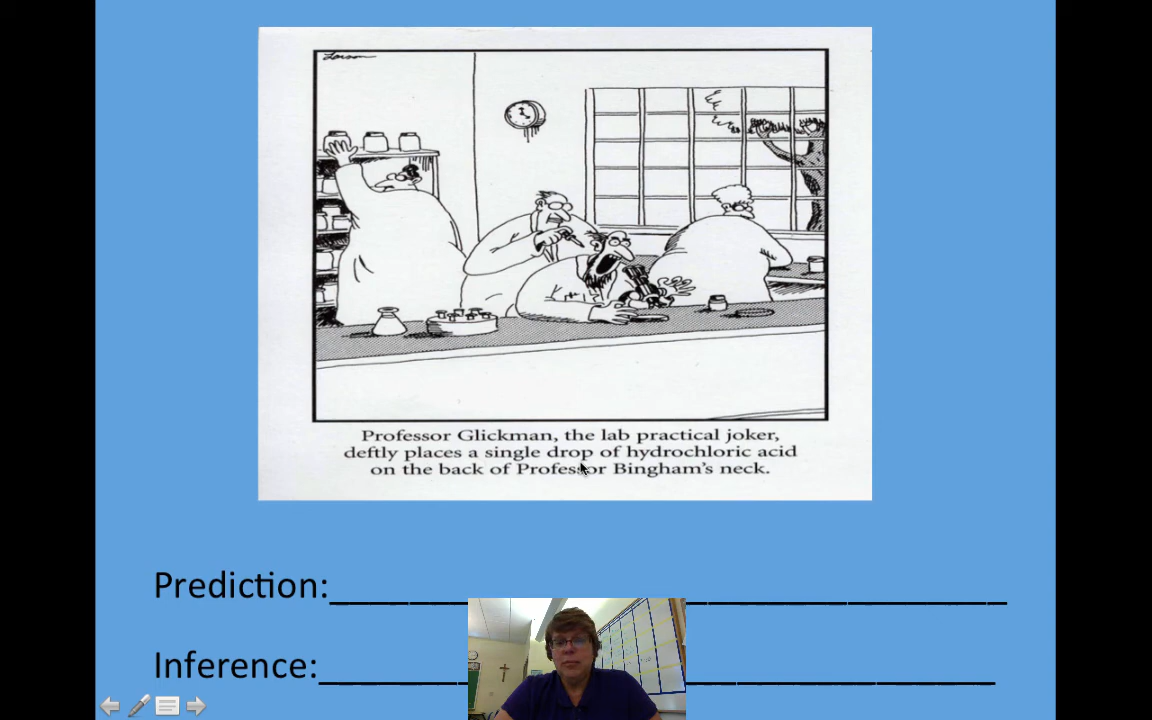 Larson
Professor Glickman, the lab practical joker,
deftly places a single drop of hydrochloric acid
on the back of Professor Bingham's neck.
Prediction:
Inference: